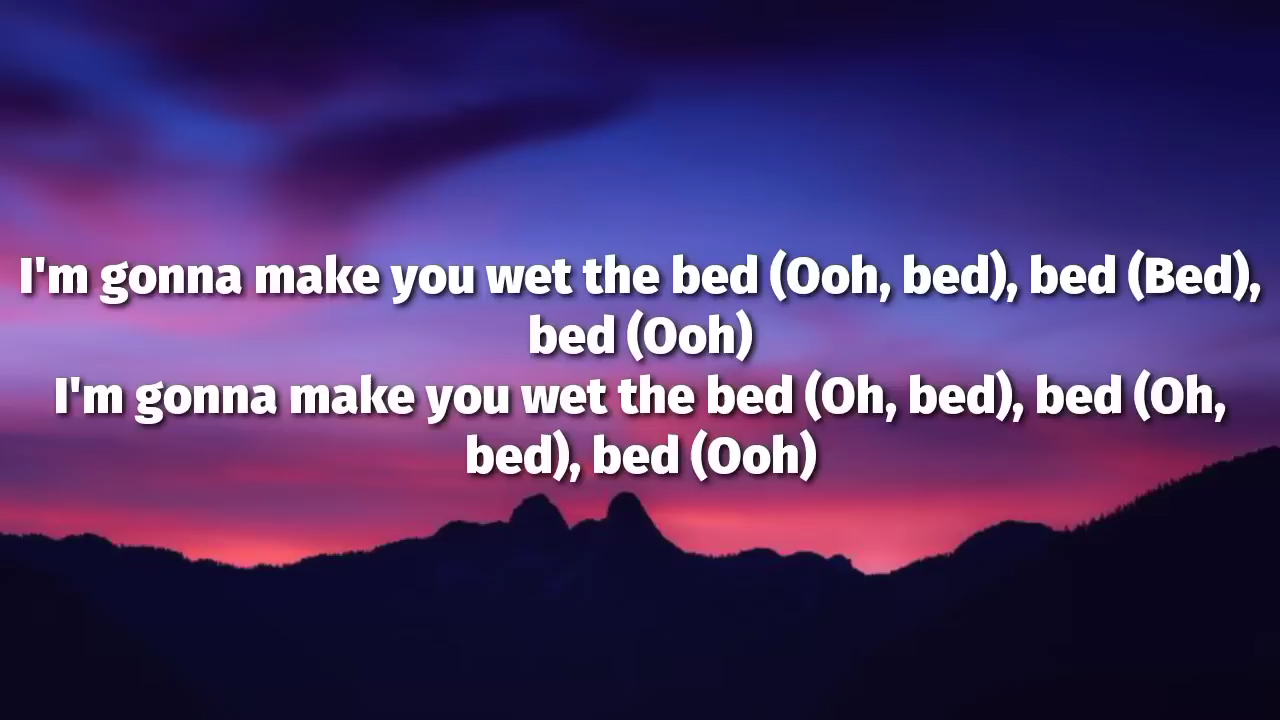 I'm gonna make you wet the bed (Ooh, bed), bed (Bed),
bed (Ooh)
I'm gonna make you wet the bed (Oh, bed), bed (Oh,
bed), bed (Ooh)